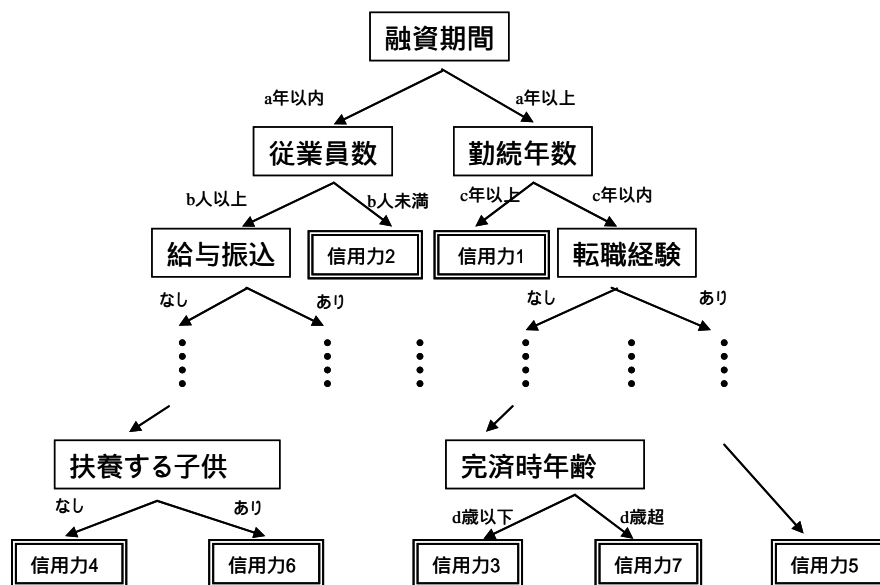 融資期間
a年以内
a年以上
従業員数
勤続年数
b人以上
b人未満
c年以上
c年以内
給与振込
信用力2
信用力1
転職経験
なし
あり
なし
あり
扶養する子供
完済時年齢
なし
あり
d歳以下
d歳超
信用力4
信用力6
信用力3
信用力7
信用力5